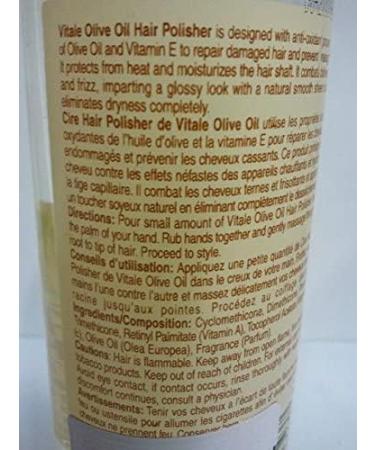 Vitale Olive Oil Hair Polisher is designed with anti-oxidant
of Olive Oil and Vitamin E to repair damaged hair and prevent
It protects from heat and moisturizes the hair shaft. It combats
and frizz, imparting a glossy look with a natural smooth sheen
eliminates dryness completely.
Cire Hair Polisher de Vitale Olive Oil utilise les propriétés
oxydantes de l'huile d'olive et la vitamine E pour réparer les cheveux
endommagés et prévenir les cheveux cassants. Ce produit
cheveu contre les effets néfastes des appareils chauffants et
la tige capillaire. Il combat les cheveux ternes et frisottants et
un toucher soyeux naturel en éliminant complètement le
Directions: Pour small amount of Vitale Olive Oil Hair Polisher
the palm of your hand. Rub hands together and gently massage
root to tip of hair. Proceed to style.
Conseils d'utilisation: Appliquez une petite quantité de
Polisher de Vitale Olive Oil dans le creux de votre main.
mains l'une contre l'autre et massez délicatement vos
racine jusqu'aux pointes. Procédez au coiffage
Ingredients/Composition: Cyclomethicone, Dimethicone,
Trimethicone, Retinyl Palmitate (Vitamin A), Tocopherol
E), Olive Oil (Olea Europea), Fragrance (Parfum).
Cautions: Hair is flammable. Keep away from open flame,
tobacco products. Keep out of reach of children. For external
Avoid eye contact, if contact occurs, rinse thoroughly with
discomfort continues, consult a physician.
Avertissements: Tenir vos cheveux à l'écart de toute
feu ou ustensile pour allumer les cigarettes afin d'
cheveux ne prennent feu. Conserver